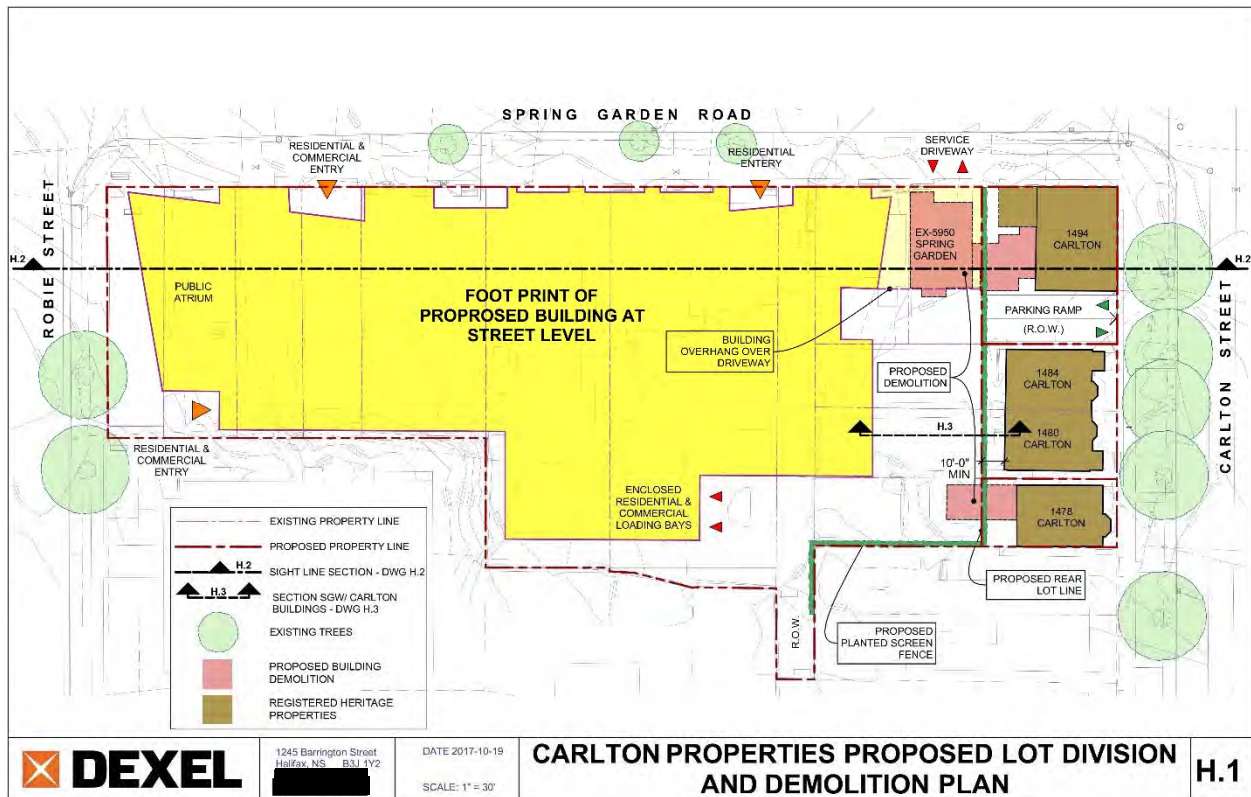 SPRING GARDEN ROAD
RESIDENTIAL &
COMMERCIAL
ENTRY
RESIDENTIAL
ENTERY
SERVICE
DRIVEWAY
ROBIE STREET
CARLTON STREET
H.2
H.2
EX-5950
SPRING
GARDEN
1494
CARLTON
PUBLIC
ATRIUM
FOOT PRINT OF
PROPROSED BUILDING AT
STREET LEVEL
PARKING RAMP
(R.O.W.)
BUILDING
OVERHANG OVER
DRIVEWAY
PROPOSED
DEMOLITION
1484
CARLTON
1480
CARLTON
H.3
10'-0"
MIN
RESIDENTIAL &
COMMERCIAL
ENTRY
ENCLOSED
RESIDENTIAL &
COMMERCIAL
LOADING BAYS
1478
CARLTON
PROPOSED REAR
LOT LINE
PROPOSED
PLANTED SCREEN
FENCE
R.O.W.
EXISTING PROPERTY LINE
PROPOSED PROPERTY LINE
H.2
SIGHT LINE SECTION - DWG H.2
H.3
SECTION SGW/ CARLTON
BUILDINGS - DWG H.3
EXISTING TREES
PROPOSED BUILDING
DEMOLITION
REGISTERED HERITAGE
PROPERTIES
DEXEL
1245 Barrington Street
Halifax, NS B3J 1Y2
DATE 2017-10-19
SCALE: 1" = 30'
CARLTON PROPERTIES PROPOSED LOT DIVISION
AND DEMOLITION PLAN
H.1